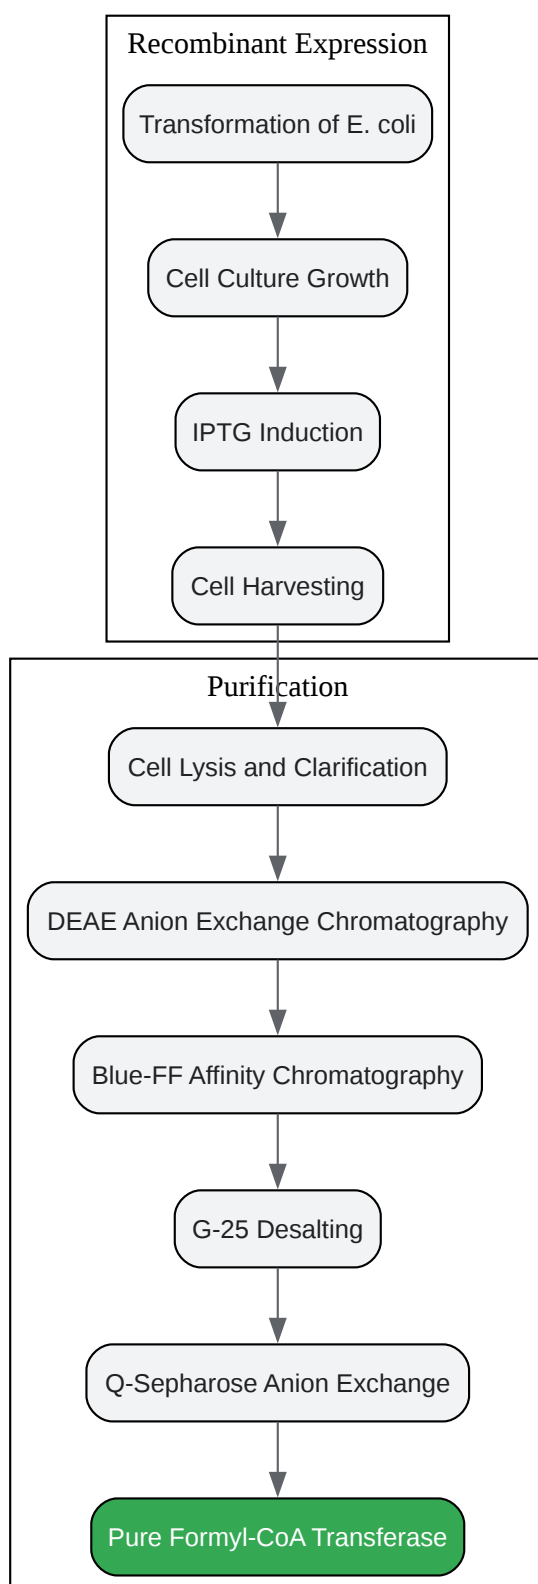 Recombinant Expression
Transformation of E. coli
Cell Culture Growth
IPTG Induction
Cell Harvesting
Purification
Cell Lysis and Clarification
DEAE Anion Exchange Chromatography
Blue-FF Affinity Chromatography
G-25 Desalting
Q-Sepharose Anion Exchange
Pure Formyl-CoA Transferase